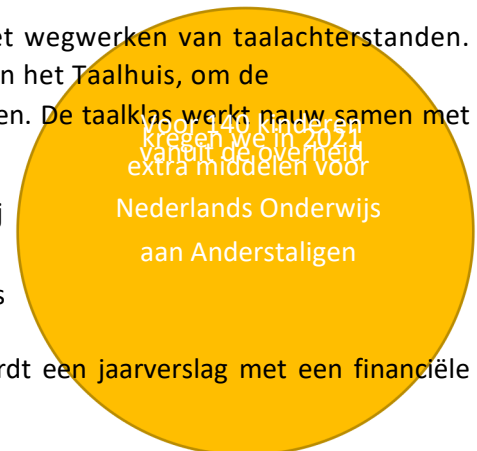 et wegwerken van taalachterstanden.
n het Taalhuis, om de
en. De taalklas werkt nauw samen met
j
s
rdt een jaarverslag met een financiële
Voor 140 kinderen
kregen we in 2021
vanuit de overheid
extra middelen voor
Nederlands Onderwijs
aan Anderstaligen